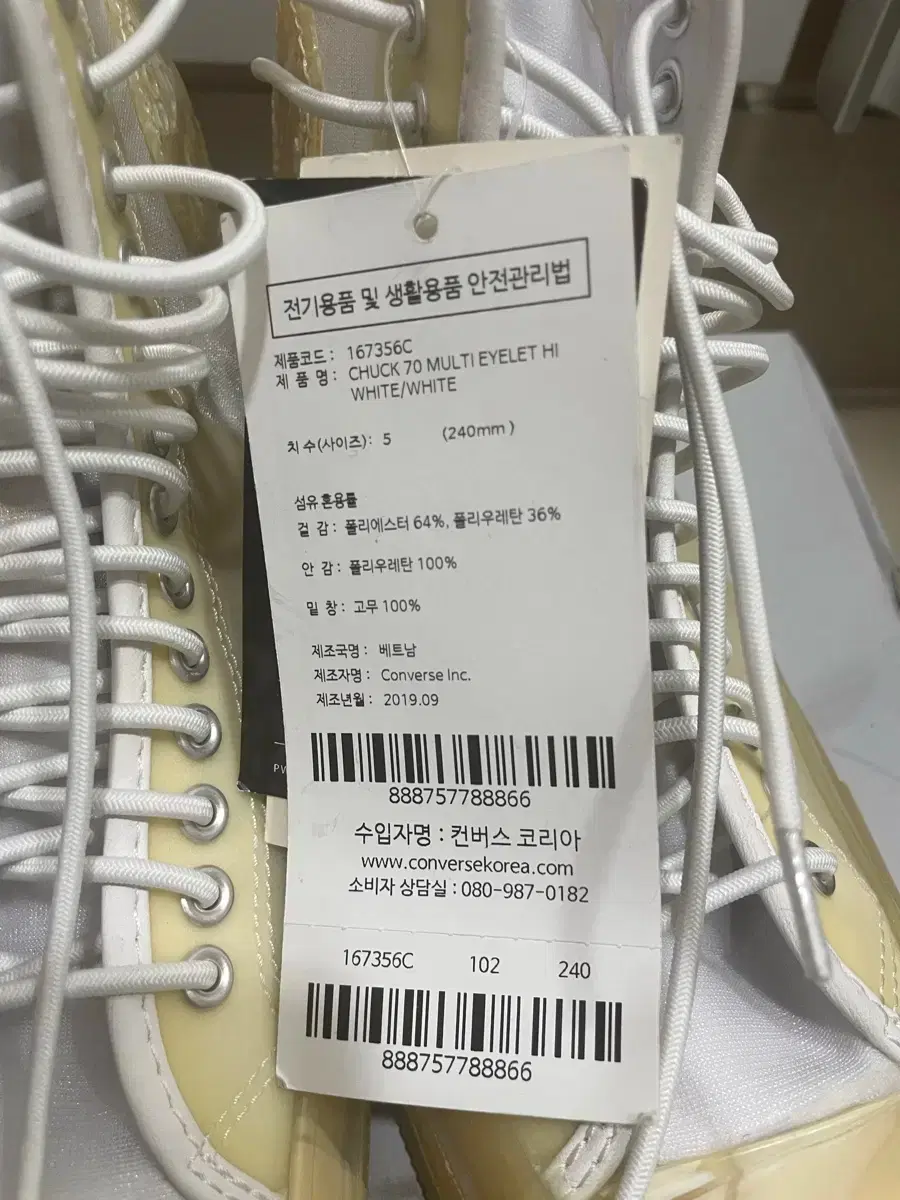 전기용품 및 생활용품 안전관리법
제품코드 : 167356C
제 품 명 : CHUCK 70 MULTI EYELET HI
WHITE/WHITE
치 수(사이즈) : 5 (240mm )
섬유 혼용률
겉 감 : 폴리에스터 64%, 폴리우레탄 36%
안 감 : 폴리우레탄 100%
밑 창 : 고무 100%
제조국명 : 베트남
제조자명 : Converse Inc.
제조년월 : 2019.09
888757788866
수입자명 : 컨버스 코리아
www.conversekorea.com
소비자 상담실 : 080-987-0182
167356C 102 240
888757788866